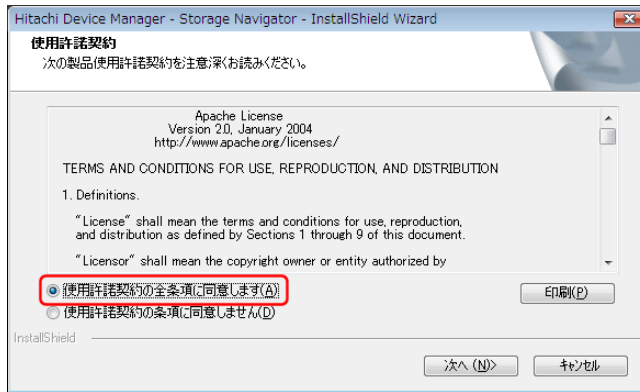 Hitachi Device Manager - Storage Navigator - InstallShield Wizard
使用許諾契約
次の製品使用許諾契約を注意深くお読みください。
Apache License
Version 2.0, January 2004
http://www.apache.org/licenses/
TERMS AND CONDITIONS FOR USE, REPRODUCTION, AND DISTRIBUTION
1. Definitions.
"License" shall mean the terms and conditions for use, reproduction,
and distribution as defined by Sections 1 through 9 of this document.
"Licensor" shall mean the copyright owner or entity authorized by
使用許諾契約の全条項に同意します(A)
印刷(P)
使用許諾契約の条項に同意しません(D)
InstallShield
次へ (N)>
キャンセル